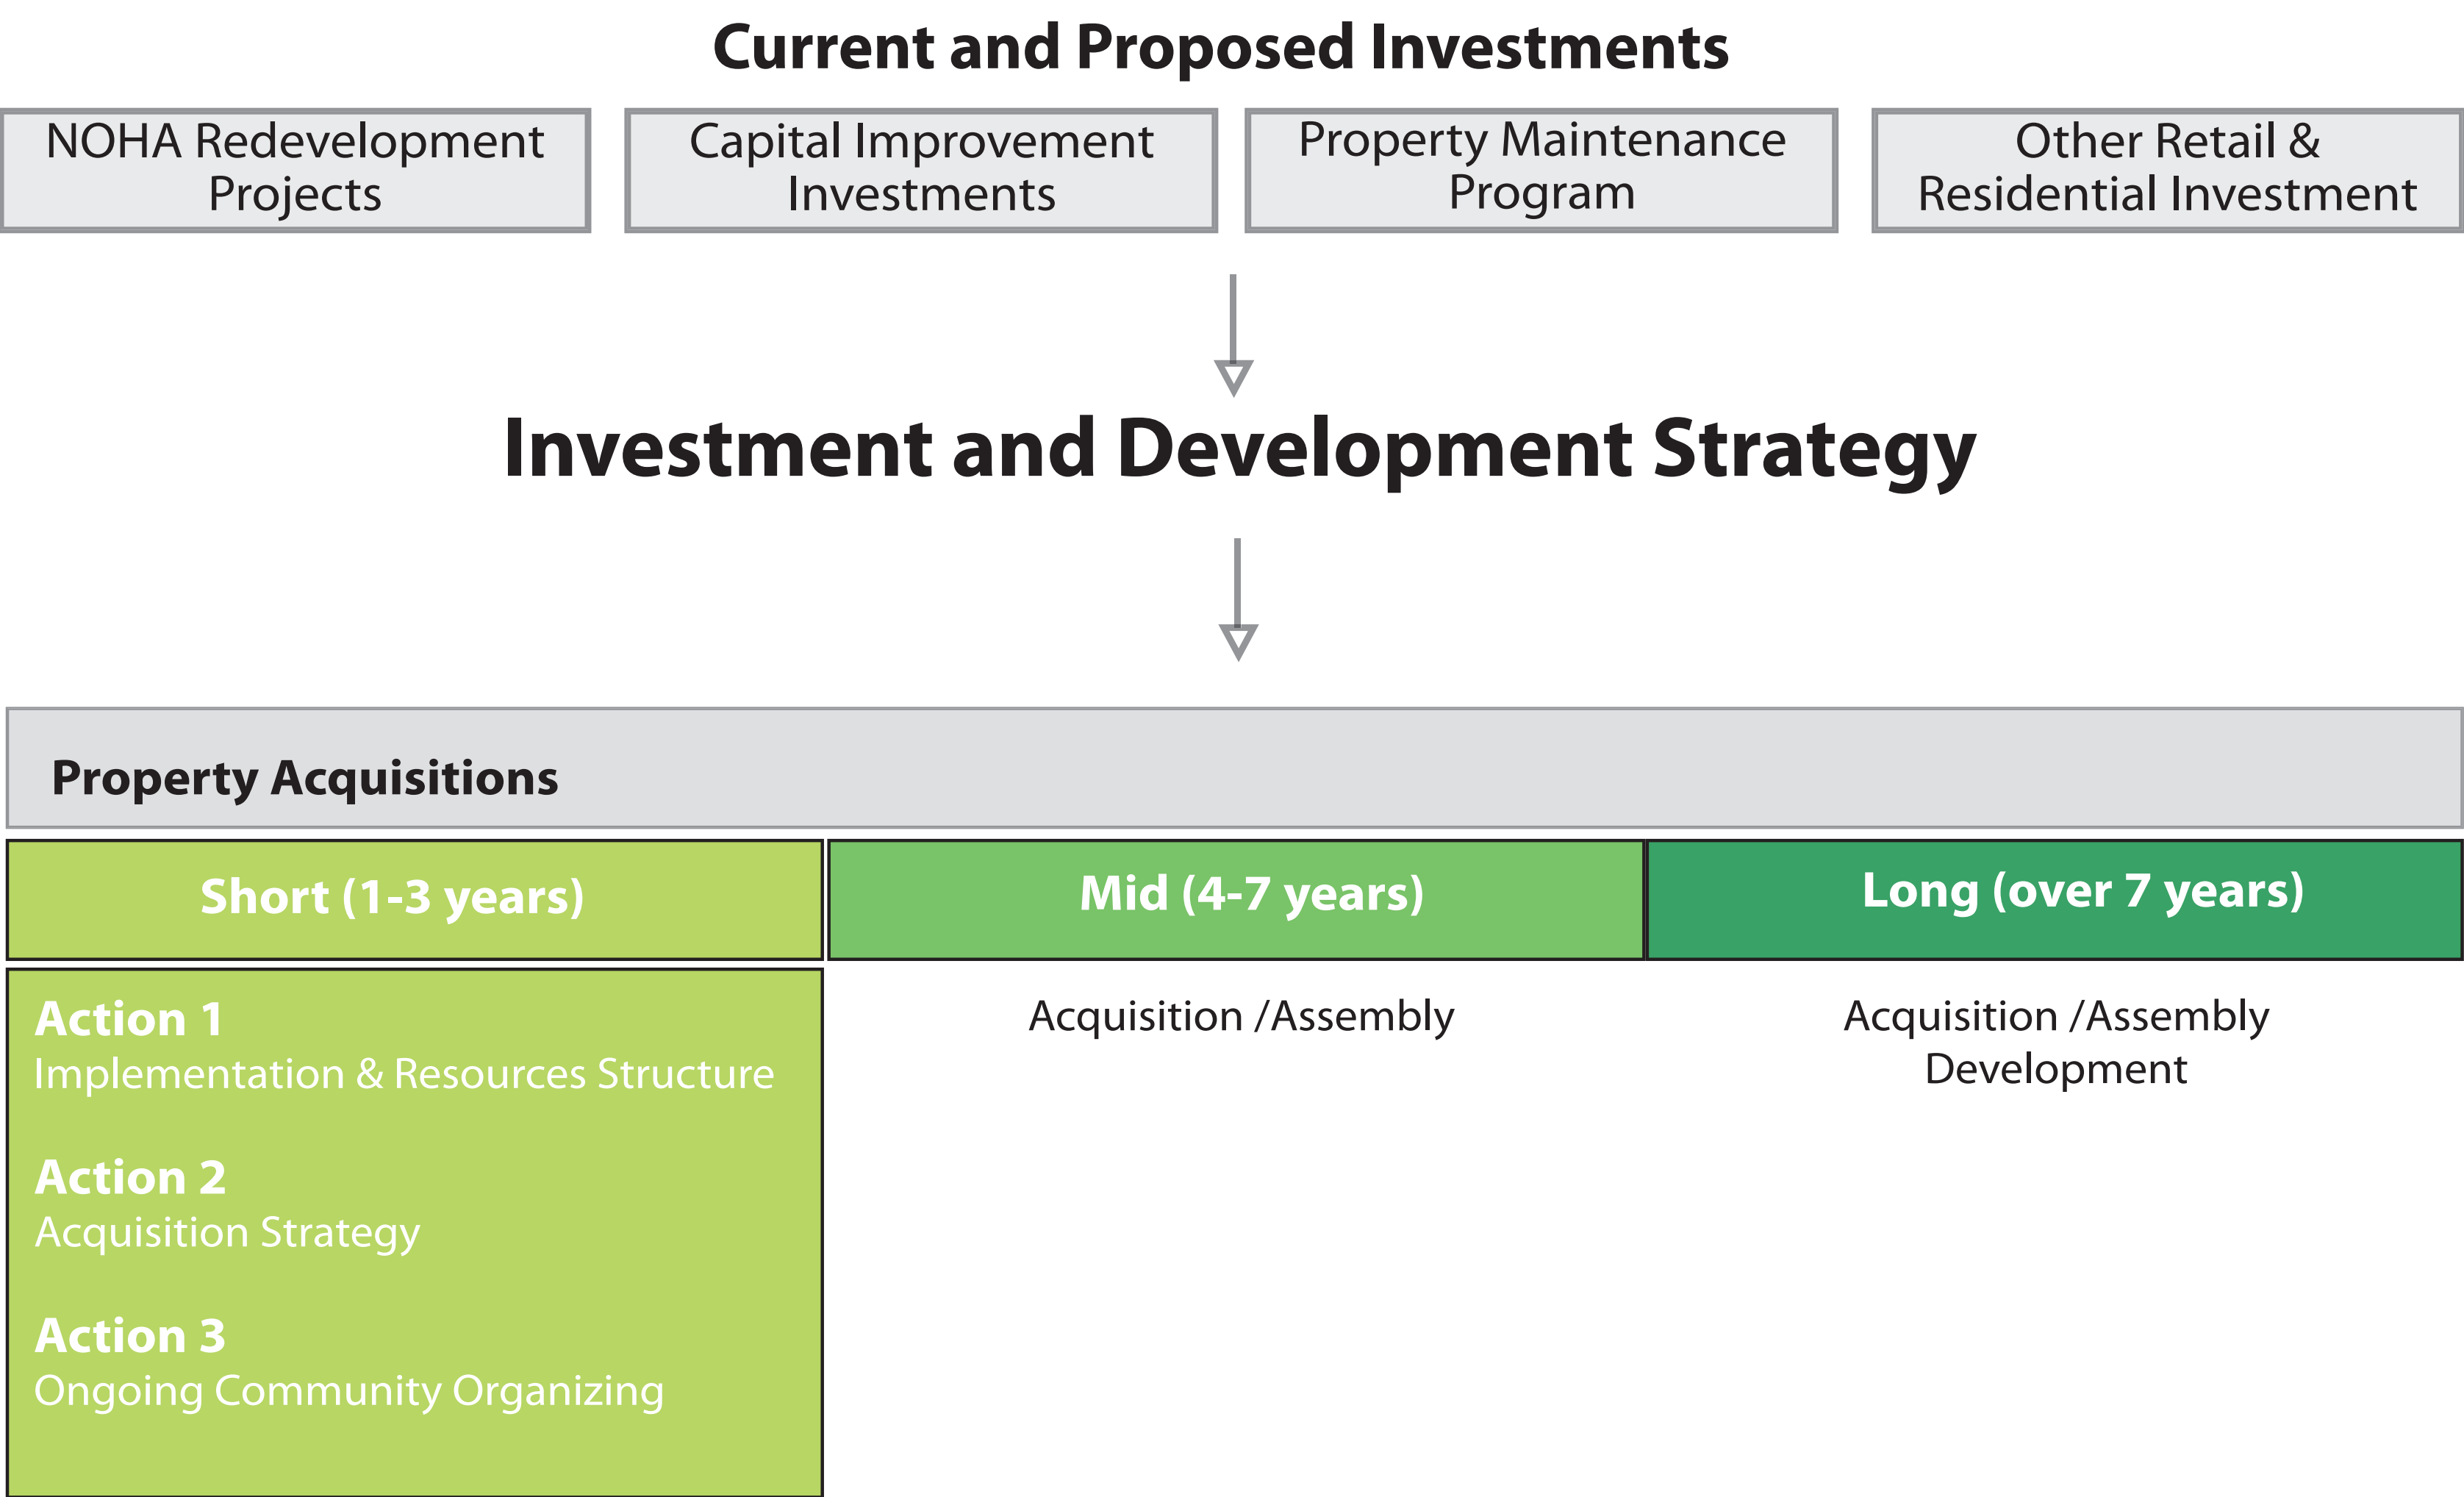 Current and Proposed Investments
NOHA Redevelopment
Projects
Capital Improvement
Investments
Property Maintenance
Program
Other Retail &
Residential Investment
Investment and Development Strategy
Property Acquisitions
Short (1-3 years)
Mid (4-7 years)
Long (over 7 years)
Action 1
Implementation & Resources Structure
Action 2
Acquisition Strategy
Action 3
Ongoing Community Organizing
Acquisition /Assembly
Acquisition /Assembly
Development